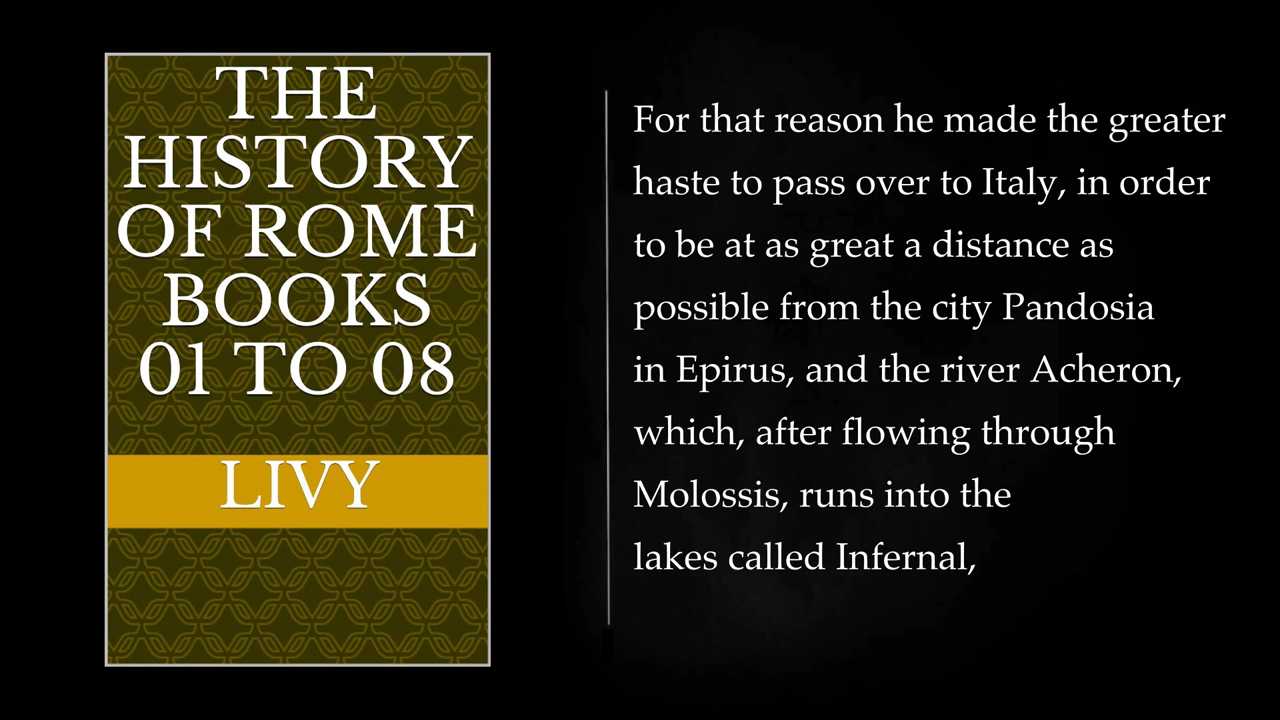 THE
HISTORY
OF ROME
BOOKS
01 TO 08
LIVY
For that reason he made the greater
haste to pass over to Italy, in order
to be at as great a distance as
possible from the city Pandosia
in Epirus, and the river Acheron,
which, after flowing through
Molossis, runs into the
lakes called Infernal,